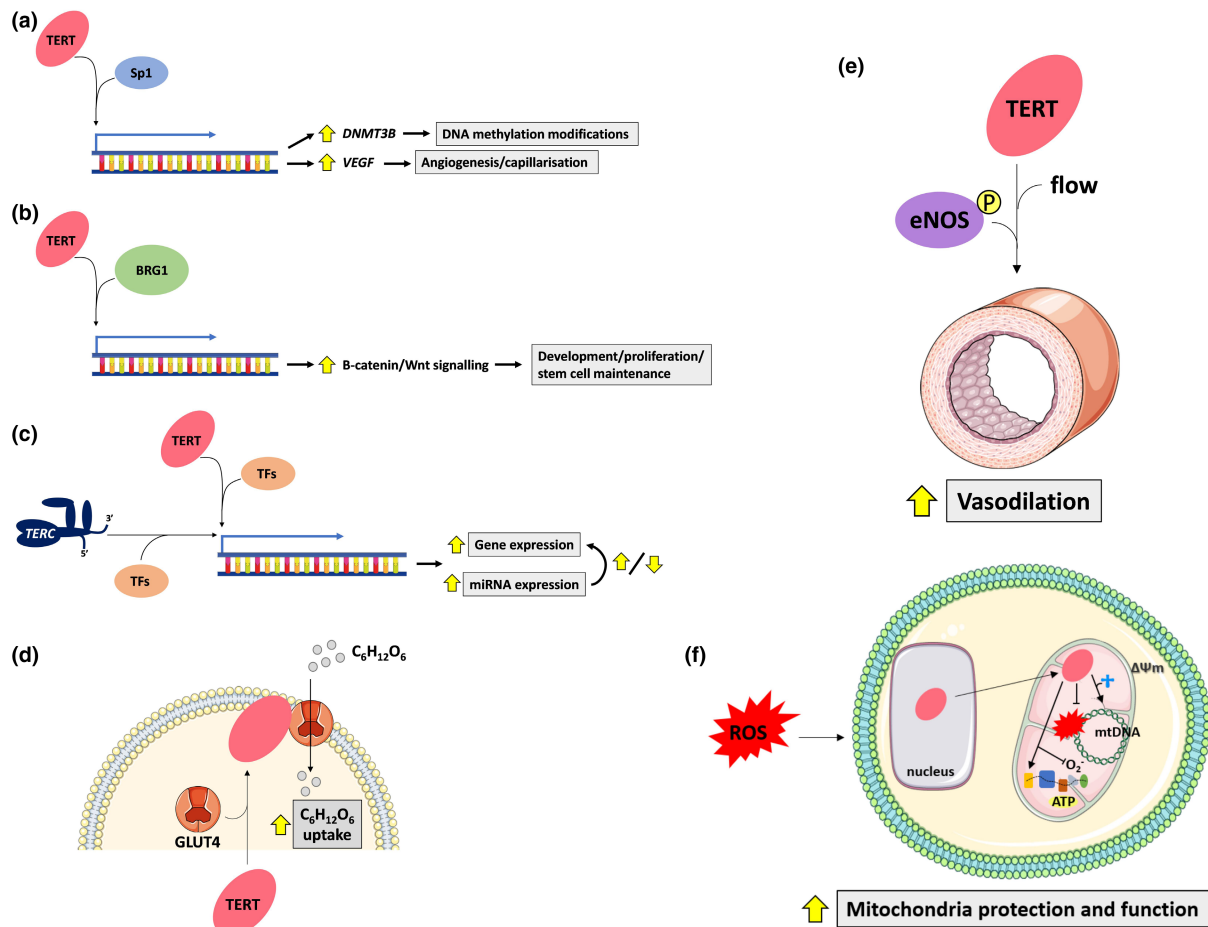 (a)
TERT
Sp1
DNMT3B
DNA methylation modifications
VEGF
Angiogenesis/capillarisation
(b)
TERT
BRG1
B-catenin/Wnt signalling
Development/proliferation/
stem cell maintenance
(c)
TERT
TFs
TERC
3'
5'
TFs
Gene expression
miRNA expression
/
(d)
C6H12O6
GLUT4
C6H12O6
uptake
TERT
(e)
TERT
flow
eNOS
P
Vasodilation
(f)
ROS
nucleus
ΔΨm
+
mtDNA
O2-
ATP
Mitochondria protection and function